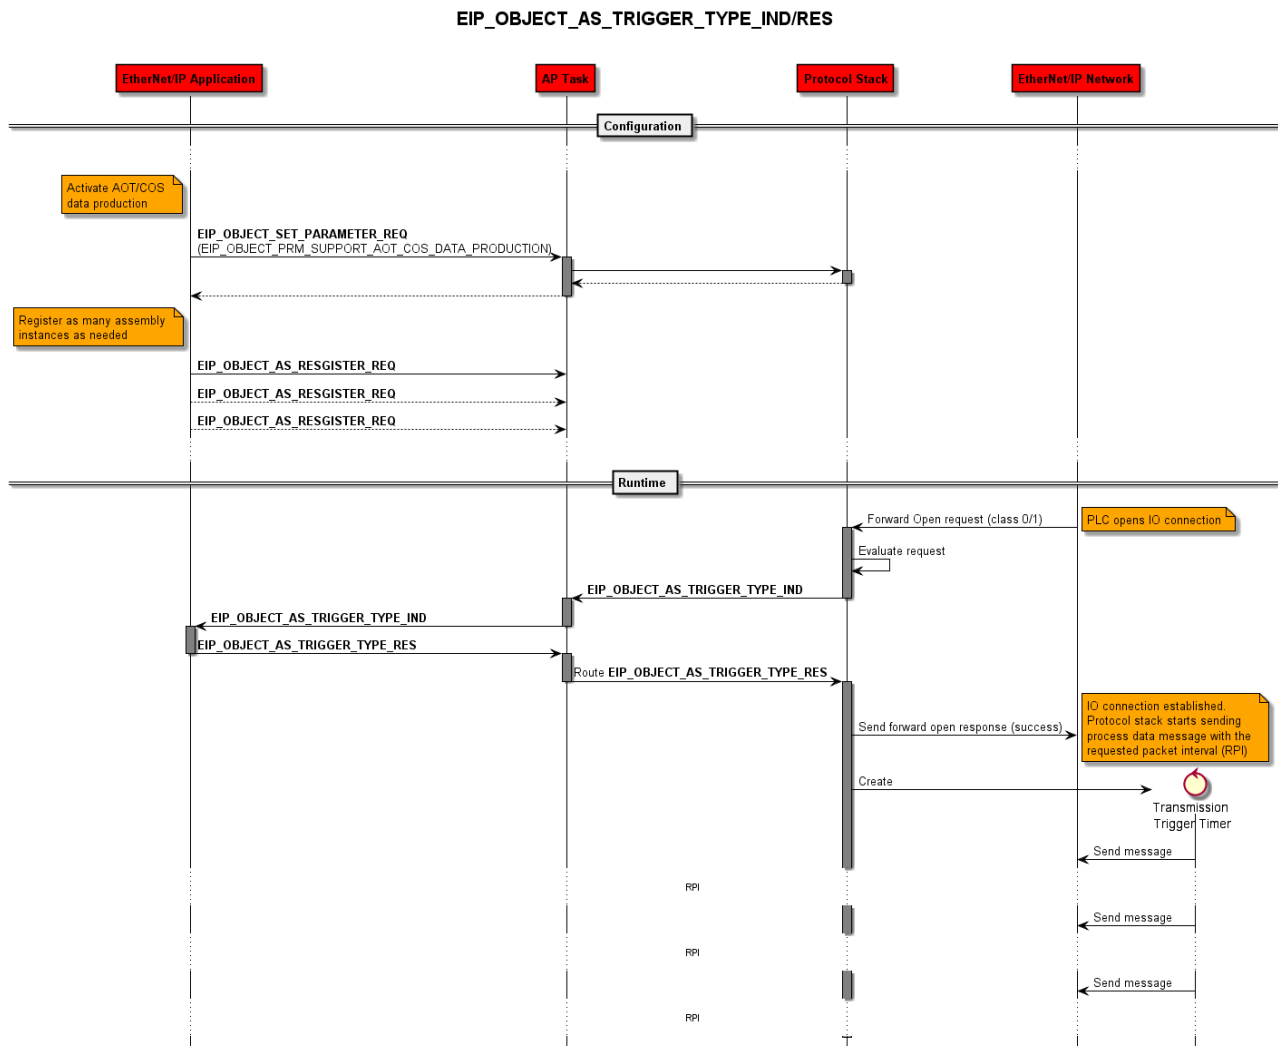 EIP_OBJECT_AS_TRIGGER_TYPE_IND/RES
EtherNet/IP Application
AP Task
Protocol Stack
EtherNet/IP Network
Configuration
Activate AOT/COS
data production
EIP_OBJECT_SET_PARAMETER_REQ
(EIP_OBJECT_PRM_SUPPORT_AOT_COS_DATA_PRODUCTION)
Register as many assembly
instances as needed
EIP_OBJECT_AS_RESGISTER_REQ
EIP_OBJECT_AS_RESGISTER_REQ
EIP_OBJECT_AS_RESGISTER_REQ
Runtime
Forward Open request (class 0/1)
PLC opens IO connection
Evaluate request
EIP_OBJECT_AS_TRIGGER_TYPE_IND
EIP_OBJECT_AS_TRIGGER_TYPE_IND
EIP_OBJECT_AS_TRIGGER_TYPE_RES
Route EIP_OBJECT_AS_TRIGGER_TYPE_RES
IO connection established.
Protocol stack starts sending
process data message with the
requested packet interval (RPI)
Send forward open response (success)
Create
Transmission
Trigger Timer
Send message
RPI
Send message
RPI
Send message
RPI